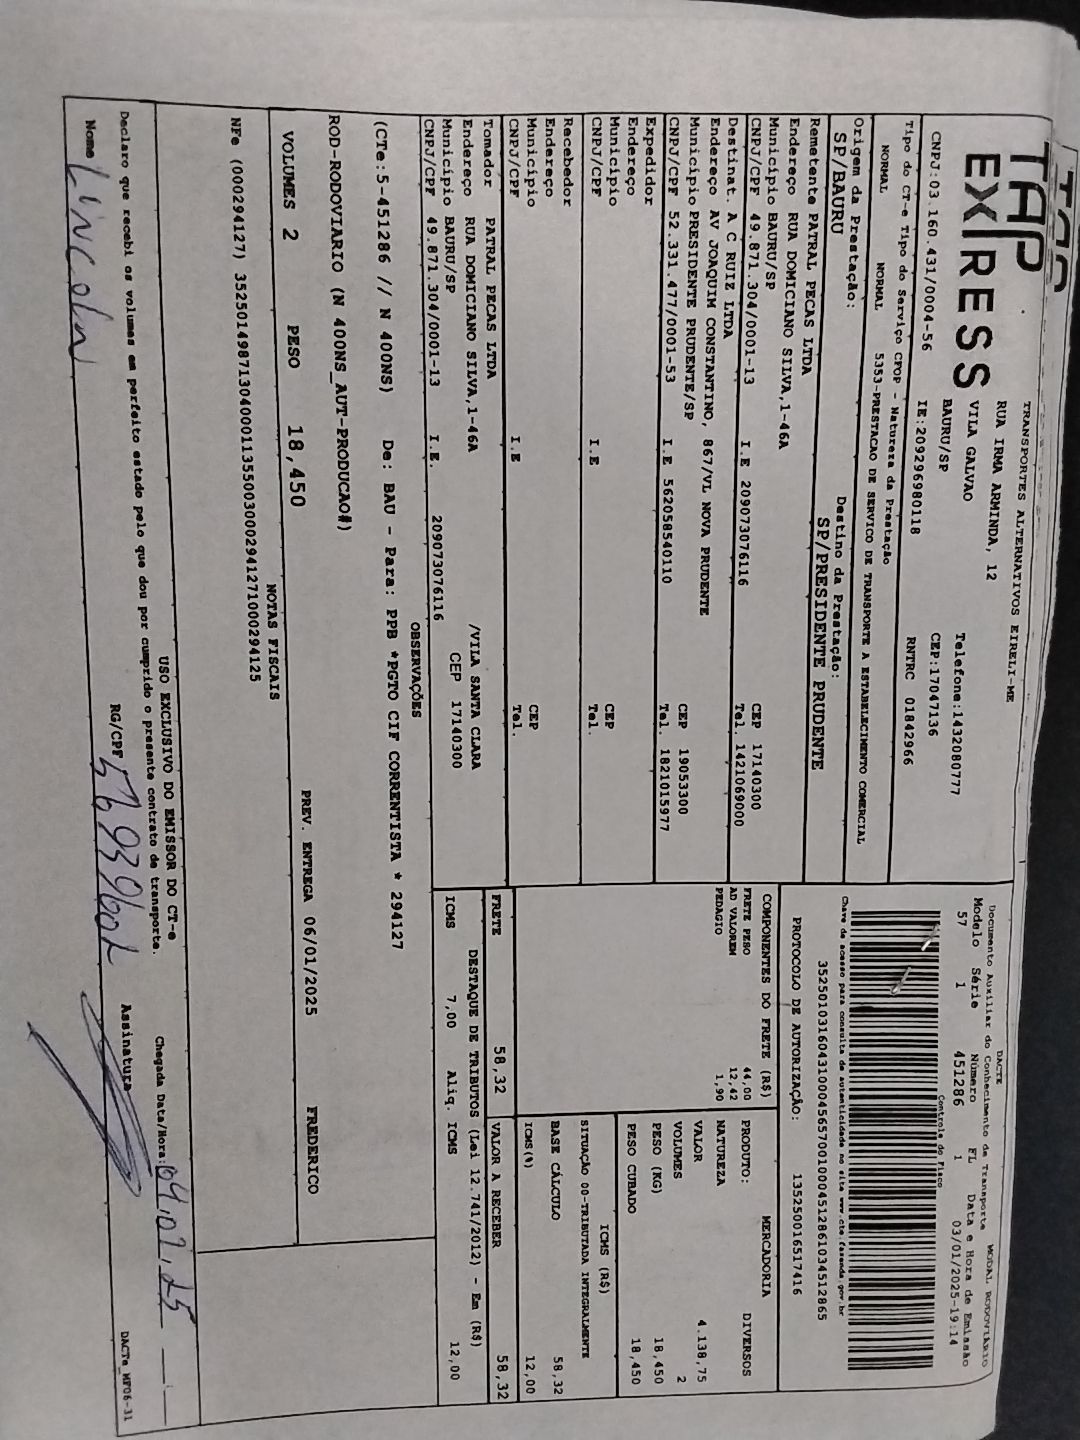 TAP
EXPRESS
TRANSPORTES ALTERNATIVOS EIRELI-ME
RUA IRMA ARMINDA, 12
VILA GALVAO
Telefone:1432080777
BAURU/SP
CEP:17047136
CNPJ:03.160.431/0004-56
IE:209296980118
RNTRC 01842966
DACTE
MODAL RODOVIÁRIO
Documento Auxiliar do Conhecimento de Transporte
Modelo Série Número FL Data e Hora de Emissão
57 1 451286 1 03/01/2025-19:14
Controle do Fisco
Chave de acesso para consulta de autenticidade no site www.cte.fazenda.gov.br
PROTOCOLO DE AUTORIZAÇÃO: 135250016517416
Tipo do CT-e Tipo do Serviço CFOP - Natureza da Prestação
NORMAL NORMAL 5353-PRESTACAO DE SERVICO DE TRANSPORTE A ESTABELECIMENTO COMERCIAL
Origem da Prestação: Destino da Prestação:
SP/BAURU SP/PRESIDENTE PRUDENTE
Remetente PATRAL PECAS LTDA
Endereço RUA DOMICIANO SILVA,1-46A
Município BAURU/SP CEP 17140300
CNPJ/CPF 49.871.304/0001-13 I.E 209073076116 Tel. 1421069000
Destinat. A C RUIZ LTDA
Endereço AV JOAQUIM CONSTANTINO, 867/VL NOVA PRUDENTE
Município PRESIDENTE PRUDENTE/SP CEP 19053300
CNPJ/CPF 52.331.477/0001-53 I.E 562058540110 Tel. 1821015977
Expedidor
Endereço
Município CEP
CNPJ/CPF I.E Tel.
Recebedor
Endereço
Município CEP
CNPJ/CPF I.E Tel.
Tomador PATRAL PECAS LTDA
Endereço RUA DOMICIANO SILVA,1-46A /VILA SANTA CLARA
Município BAURU/SP CEP 17140300
CNPJ/CPF 49.871.304/0001-13 I.E. 209073076116
COMPONENTES DO FRETE (R$)
FRETE PESO 44,00
AD VALOREM 12,42
PEDAGIO 1,90
MERCADORIA
PRODUTO: DIVERSOS
NATUREZA
VALOR 4.138,75
VOLUMES 2
PESO (KG) 18,450
PESO CUBADO 18,450
ICMS (R$)
SITUAÇÃO 00-TRIBUTADA INTEGRALMENTE
BASE CÁLCULO 58,32
ICMS(%) 12,00
FRETE 58,32 VALOR A RECEBER 58,32
DESTAQUE DE TRIBUTOS (Lei 12.741/2012) - Em (R$)
ICMS 7,00 Aliq. ICMS 12,00
OBSERVAÇÕES
(CTe:5-451286 // N 400NS) De: BAU - Para: PPB *PGTO CIF CORRENTISTA * 294127
ROD-RODOVIARIO (N 400NS_AUT-PRODUCAO#)
VOLUMES 2 PESO 18,450 PREV. ENTREGA 06/01/2025 FREDERICO
NOTAS FISCAIS
NFe (000294127) 35250149871304000113550030002941271000294125
USO EXCLUSIVO DO EMISSOR DO CT-e
Declaro que recebi os volumes em perfeito estado pelo que dou por cumprido o presente contrato de transporte.
Chegada Data/Hora:
Nome Lincoln RG/CPF Assinatura
DACTe_MF06-31